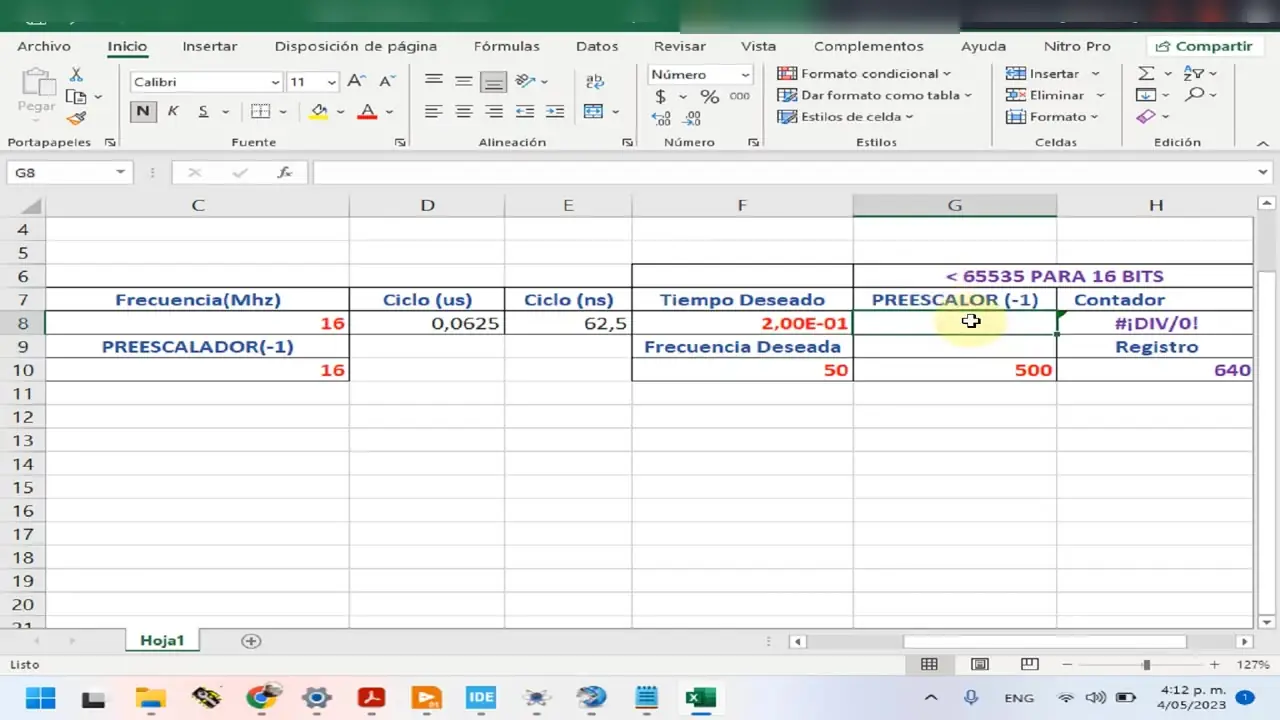 Archivo Inicio Insertar Disposición de página Fórmulas Datos Revisar Vista Complementos Ayuda Nitro Pro Compartir
Pegar
Calibri 11
N K S
ab
Número
$ % 000
Formato condicional
Dar formato como tabla
Estilos de celda
Insertar
Eliminar
Formato
Portapapeles Fuente Alineación Número Estilos Celdas Edición
G8 fx
C D E F G H
4
5
6 < 65535 PARA 16 BITS
7 Frecuencia(Mhz) Ciclo (us) Ciclo (ns) Tiempo Deseado PREESCALOR (-1) Contador
8 16 0,0625 62,5 2,00E-01 #¡DIV/0!
9 PREESCALADOR(-1) Frecuencia Deseada Registro
10 16 50 500 640
11
12
13
14
15
16
17
18
19
20
21
Hoja1
Listo 127%
IDE ENG 4:12 p. m.
4/05/2023 1